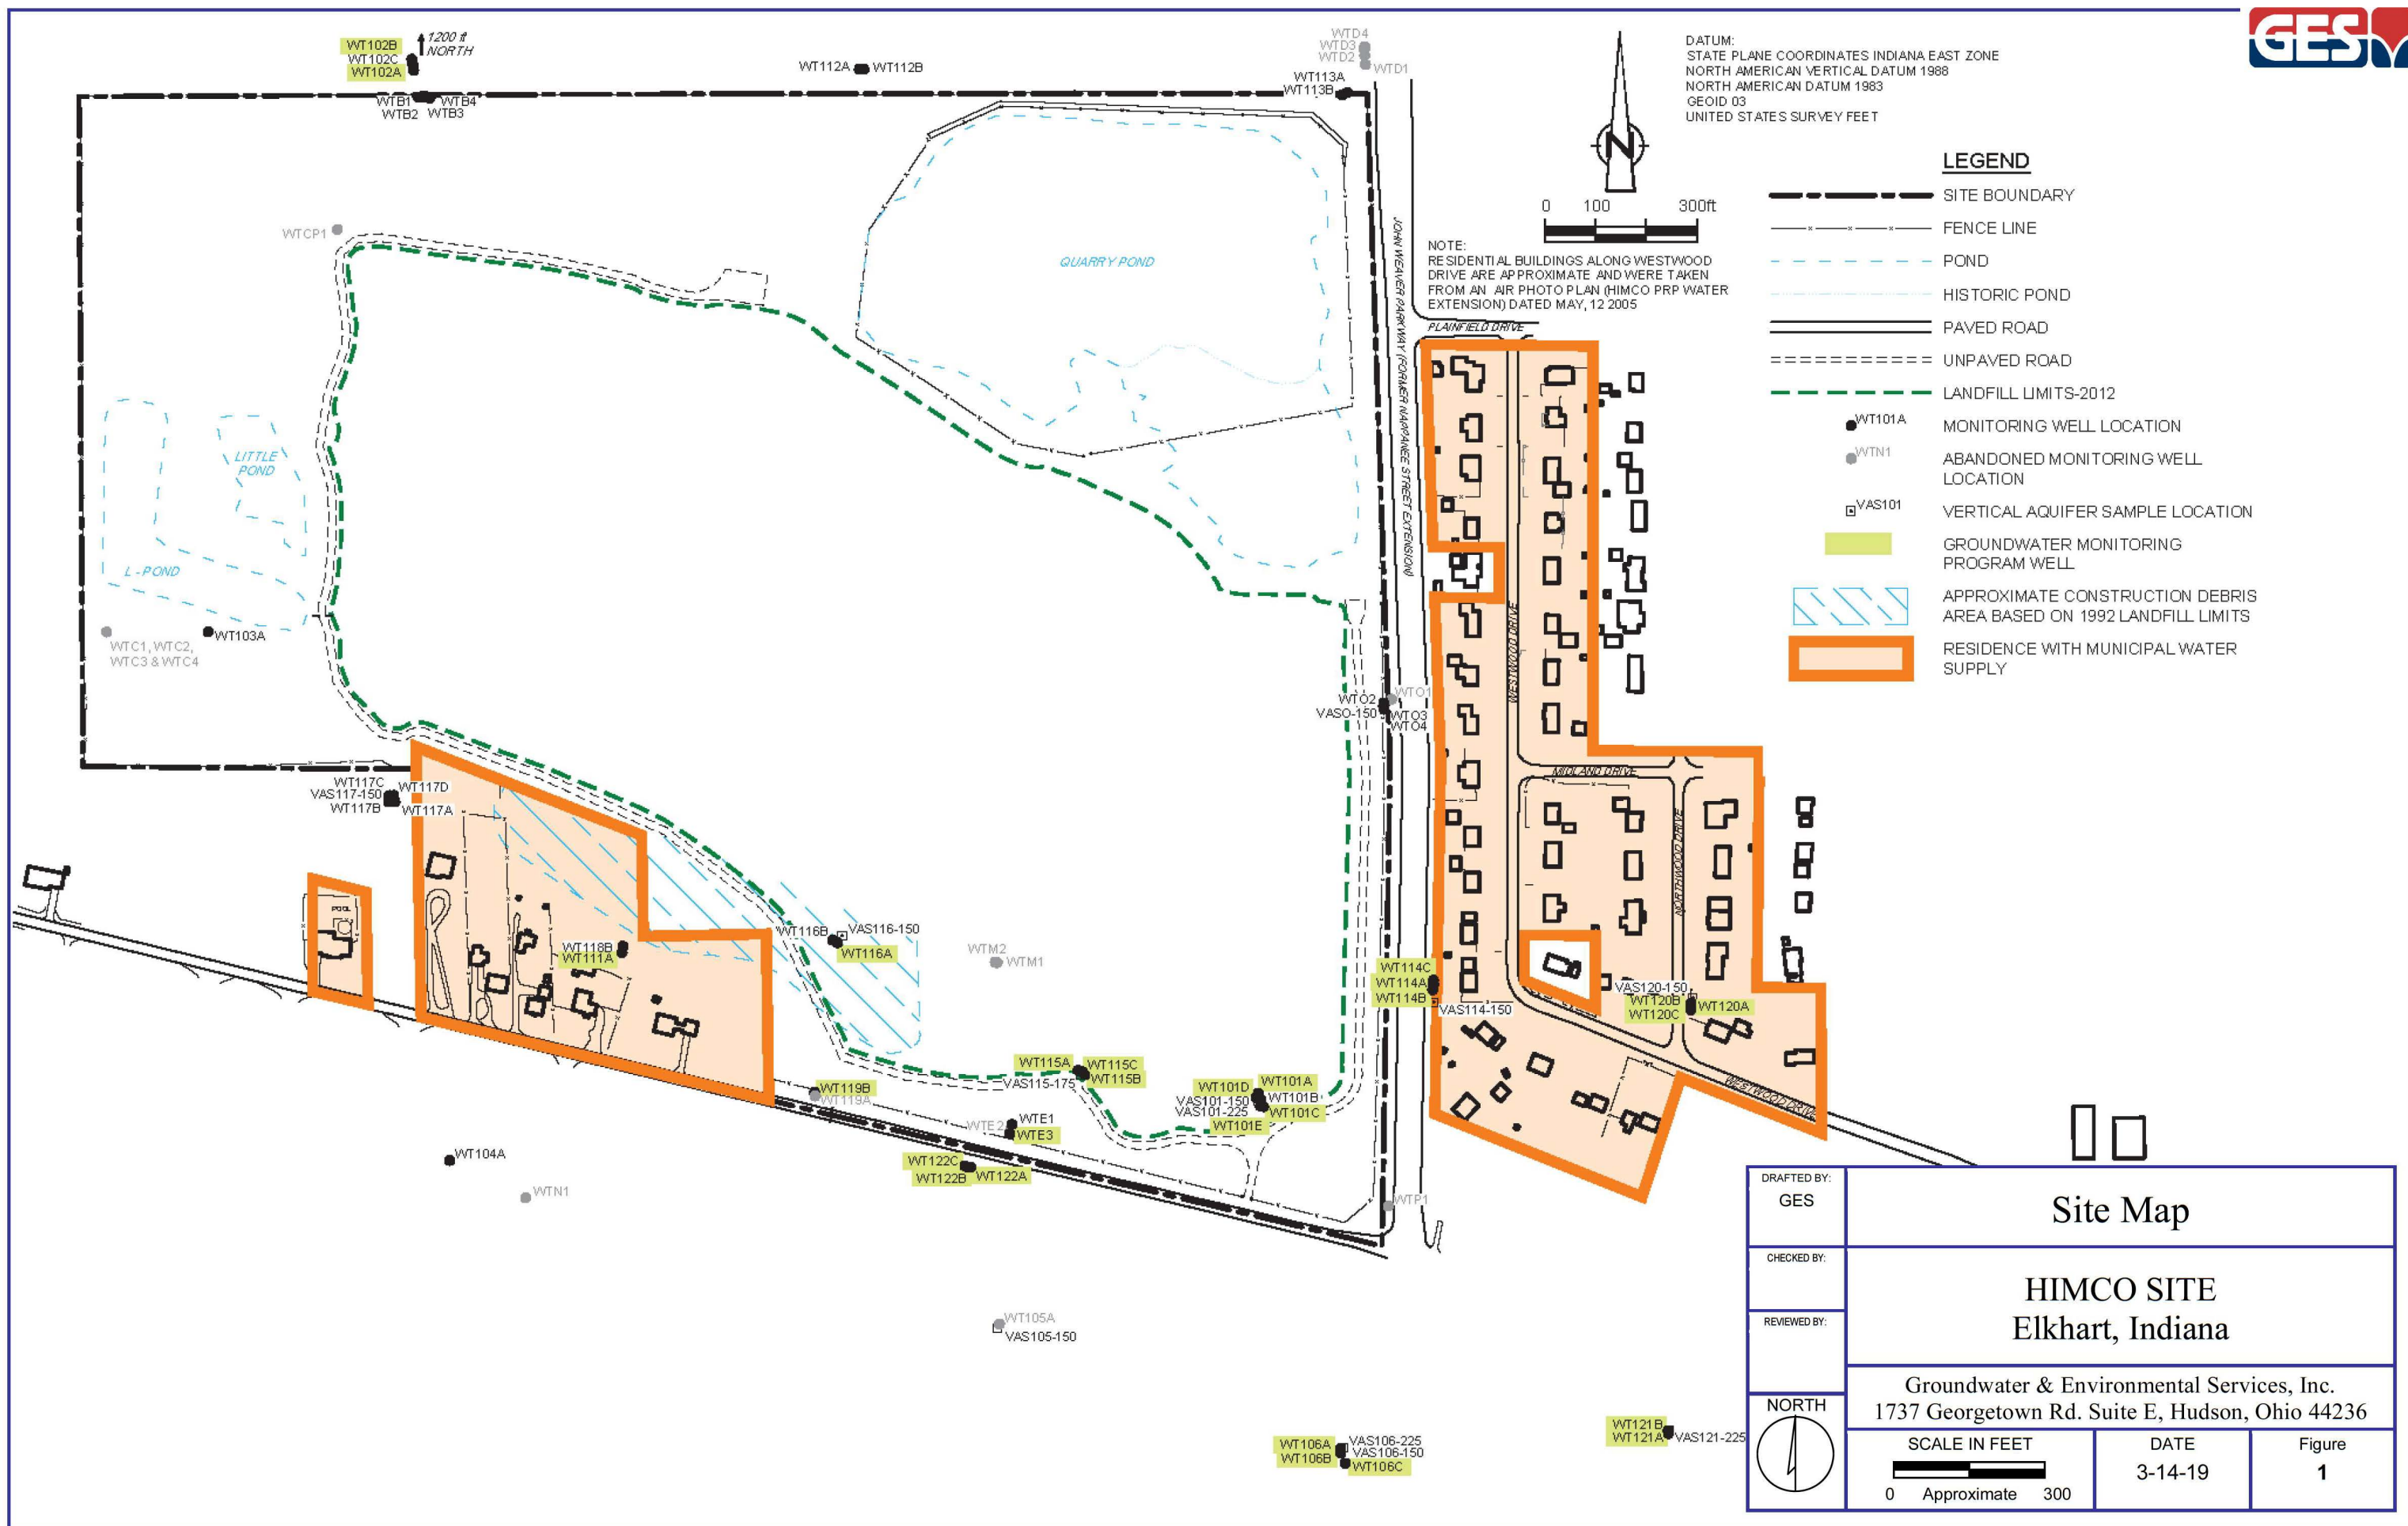 GES
1200 ft
NORTH
WT102B
WT102C
WT102A
WTB1
WTB4
WTB2
WTB3
WT112A
WT112B
WTD4
WTD3
WTD2
WTD1
WT113A
WT113B
DATUM:
STATE PLANE COORDINATES INDIANA EAST ZONE
NORTH AMERICAN VERTICAL DATUM 1988
NORTH AMERICAN DATUM 1983
GEOID 03
UNITED STATES SURVEY FEET
N
0 100 300ft
NOTE:
RESIDENTIAL BUILDINGS ALONG WESTWOOD
DRIVE ARE APPROXIMATE AND WERE TAKEN
FROM AN AIR PHOTO PLAN (HIMCO PRP WATER
EXTENSION) DATED MAY, 12 2005
LEGEND
SITE BOUNDARY
FENCE LINE
POND
HISTORIC POND
PAVED ROAD
UNPAVED ROAD
LANDFILL LIMITS-2012
WT101A
MONITORING WELL LOCATION
WTN1
ABANDONED MONITORING WELL
LOCATION
VAS101
VERTICAL AQUIFER SAMPLE LOCATION
GROUNDWATER MONITORING
PROGRAM WELL
APPROXIMATE CONSTRUCTION DEBRIS
AREA BASED ON 1992 LANDFILL LIMITS
RESIDENCE WITH MUNICIPAL WATER
SUPPLY
WTCP1
QUARRY POND
JOHN WEAVER PARKWAY (FORMER NAPPANEE STREET EXTENSION)
PLAINFIELD DRIVE
LITTLE
POND
L-POND
WTC1, WTC2,
WTC3 & WTC4
WT103A
WESTWOOD DRIVE
WTO1
WTO2
VASO-150
WTO3
WTO4
MIDLAND DRIVE
NORTHWOOD DRIVE
WT117C
WT117D
VAS117-150
WT117B
WT117A
POOL
WT118B
WT111A
WT116B
VAS116-150
WT116A
WTM2
WTM1
WT114C
WT114A
WT114B
VAS114-150
VAS120-150
WT120B
WT120A
WT120C
WESTWOOD DRIVE
WT115A
WT115C
VAS115-175
WT115B
WT101D
WT101A
VAS101-150
WT101B
VAS101-225
WT101C
WT101E
WT119B
WT119A
WTE1
WTE2
WTE3
WT122C
WT122B
WT122A
WT104A
WTN1
WTP1
WT105A
VAS105-150
WT106A
VAS106-225
WT106B
VAS106-150
WT106C
WT121B
WT121A
VAS121-225
DRAFTED BY:
GES
Site Map
CHECKED BY:
HIMCO SITE
Elkhart, Indiana
REVIEWED BY:
Groundwater & Environmental Services, Inc.
1737 Georgetown Rd. Suite E, Hudson, Ohio 44236
NORTH
SCALE IN FEET
0 Approximate 300
DATE
3-14-19
Figure
1